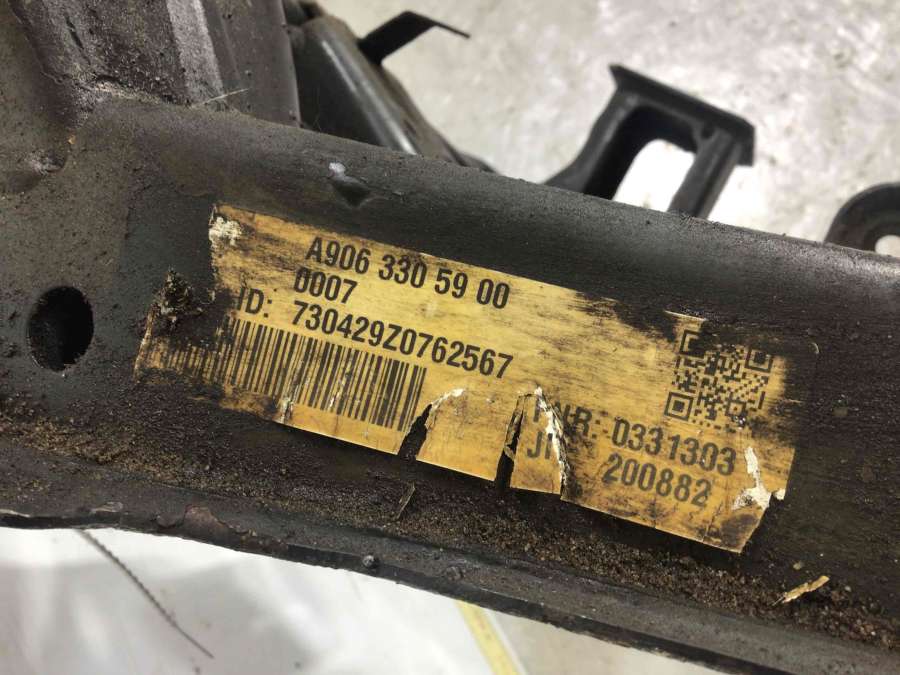 A906 330 59 00
0007
ID: 730429Z0762567
NR: 0331303
200882